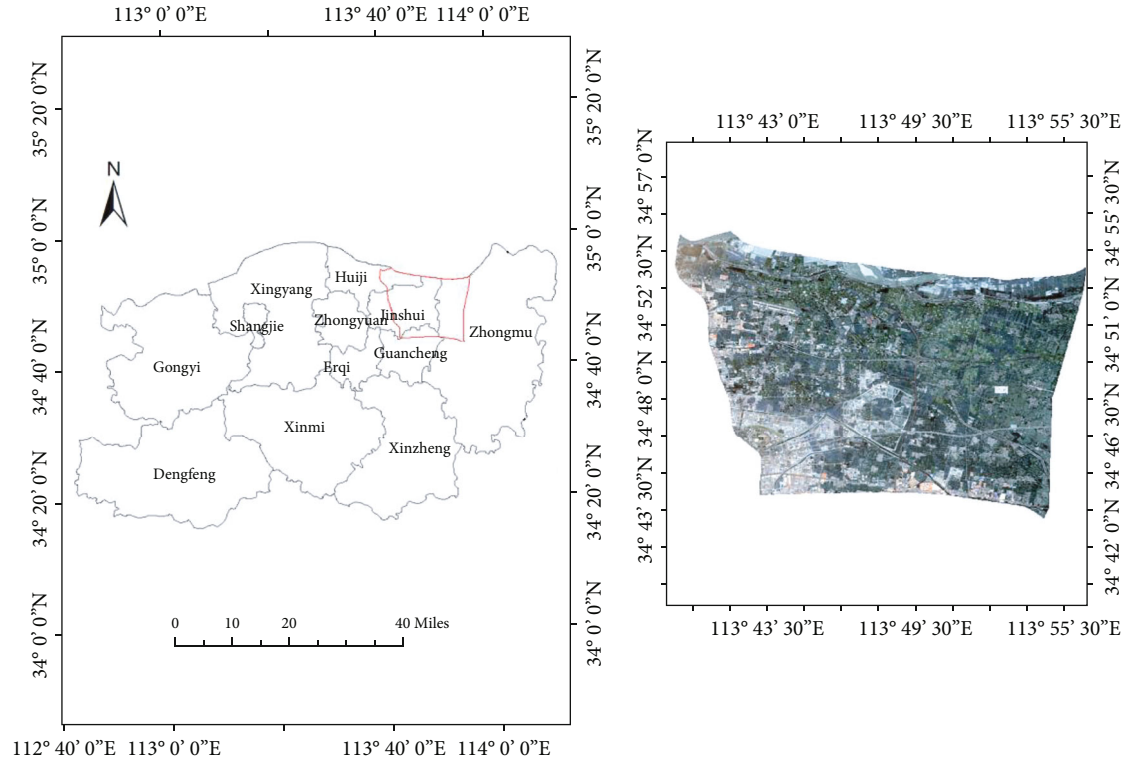 113° 0’ 0”E 113° 40’ 0”E 114° 0’ 0”E
35° 20’ 0”N
35° 0’ 0”N
34° 40’ 0”N
34° 20’ 0”N
34° 0’ 0”N
N
Huiji
Xingyang
Zhongyuan
Jinshui
Shangjie
Zhongmu
Guancheng
Gongyi
Erqi
Xinmi
Xinzheng
Dengfeng
0 10 20 40 Miles
35° 20’ 0”N
35° 0’ 0”N
34° 40’ 0”N
34° 20’ 0”N
34° 0’ 0”N
112° 40’ 0”E 113° 0’ 0”E 113° 40’ 0”E 114° 0’ 0”E
113° 43’ 0”E 113° 49’ 30”E 113° 55’ 30”E
34° 57’ 0”N
34° 52’ 30”N
34° 48’ 0”N
34° 43’ 30”N
34° 55’ 30”N
34° 51’ 0”N
34° 46’ 30”N
34° 42’ 0”N
113° 43’ 30”E 113° 49’ 30”E 113° 55’ 30”E